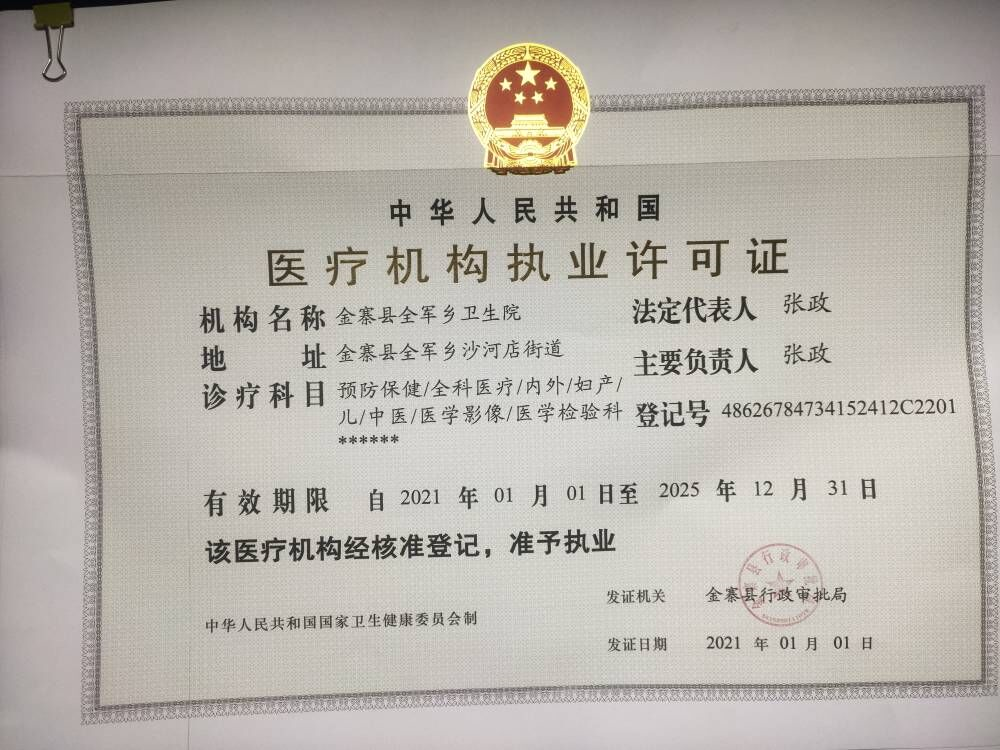 中华人民共和国
医疗机构执业许可证
机构名称 金寨县全军乡卫生院
法定代表人 张政
地址 金寨县全军乡沙河店街道
主要负责人 张政
诊疗科目 预防保健/全科医疗/内外/妇产/
儿/中医/医学影像/医学检验科
******
登记号 48626784734152412C2201
有效期限 自 2021 年 01 月 01 日至 2025 年 12 月 31 日
该医疗机构经核准登记，准予执业
发证机关 金寨县行政审批局
中华人民共和国国家卫生健康委员会制
发证日期 2021 年 01 月 01 日